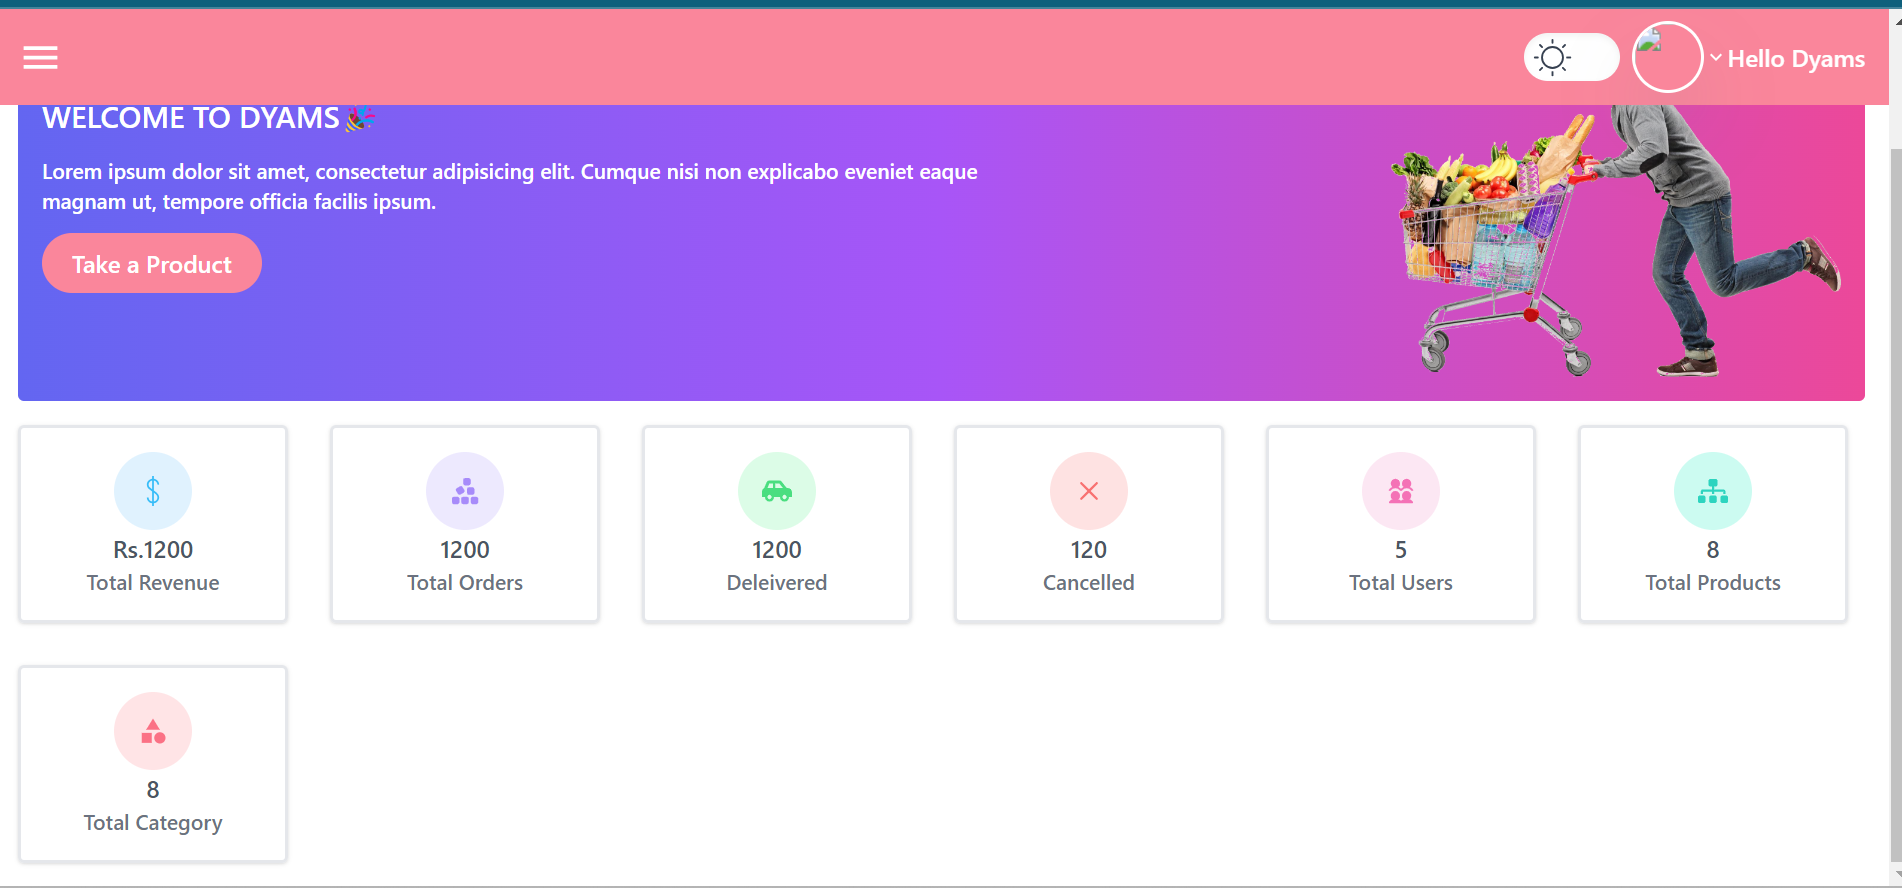 Hello Dyams
WELCOME TO DYAMS🎉
Lorem ipsum dolor sit amet, consectetur adipisicing elit. Cumque nisi non explicabo eveniet eaque
magnam ut, tempore officia facilis ipsum.
Take a Product
Rs.1200
Total Revenue
1200
Total Orders
1200
Deleivered
120
Cancelled
5
Total Users
8
Total Products
8
Total Category